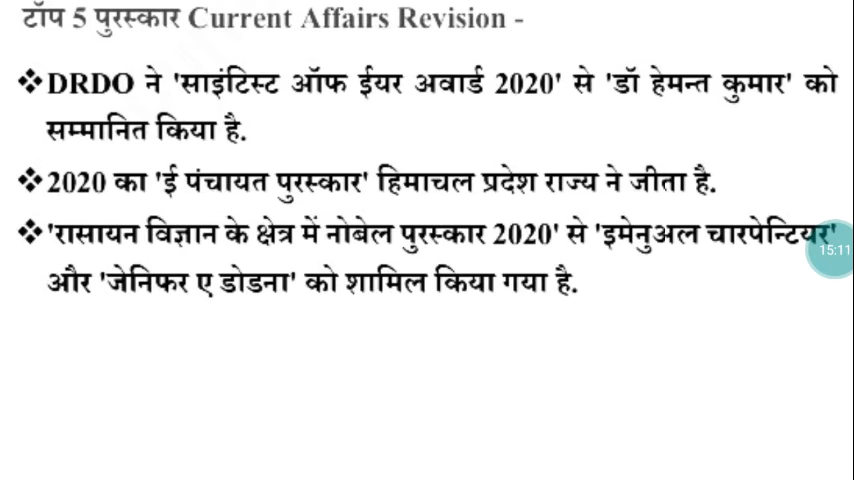 टॉप 5 पुरस्कार Current Affairs Revision -
❖DRDO ने 'साइंटिस्ट ऑफ ईयर अवार्ड 2020' से 'डॉ हेमन्त कुमार' को
सम्मानित किया है.
❖2020 का 'ई पंचायत पुरस्कार' हिमाचल प्रदेश राज्य ने जीता है.
❖'रासायन विज्ञान के क्षेत्र में नोबेल पुरस्कार 2020' से 'इमेनुअल चारपेन्टियर'
15:11
और 'जेनिफर ए डोडना' को शामिल किया गया है.